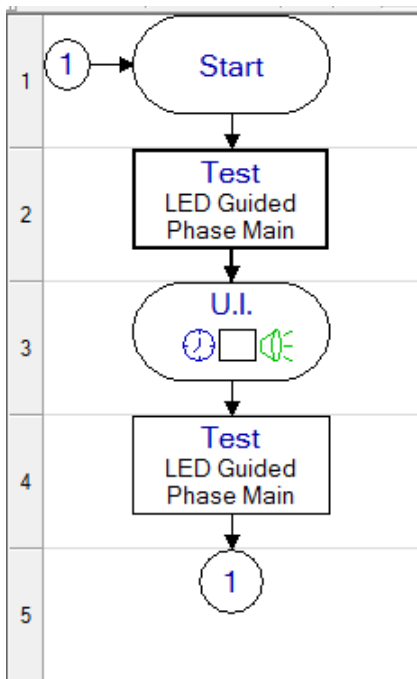 1
1
Start
2
Test
LED Guided
Phase Main
3
U.I.
4
Test
LED Guided
Phase Main
5
1